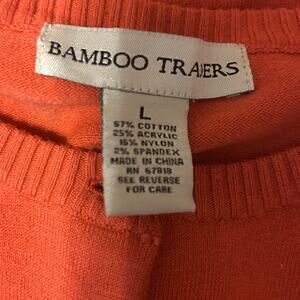 BAMBOO TRADERS
L
57% COTTON
25% ACRYLIC
16% NYLON
2% SPANDEX
MADE IN CHINA
RN 67818
SEE REVERSE
FOR CARE